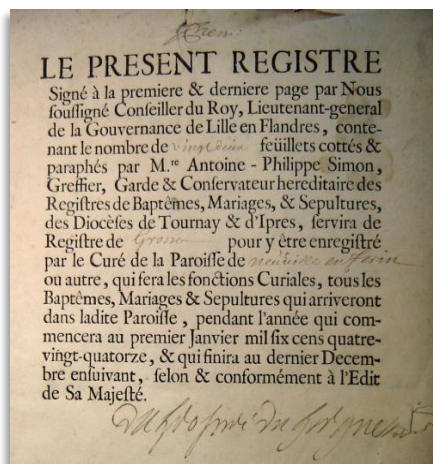 LE PRESENT REGISTRE
Signé à la premiere & derniere page par Nous
ſouſſigné Conſeiller du Roy, Lieutenant-general
de la Gouvernance de Lille en Flandres, conte-
nant le nombre de vingt deux feüillets cottés &
paraphés par M.re Antoine - Philippe Simon,
Greffier, Garde & Conſervateur hereditaire des
Regiſtres de Baptêmes, Mariages, & Sepultures,
des Dioceſes de Tournay & d'Ipres, ſervira de
Regiſtre de Grosse pour y être enregiſtré
par le Curé de la Paroiſſe de neuville en ferin
ou autre, qui fera les fonctions Curiales, tous les
Baptêmes, Mariages & Sepultures qui arriveront
dans ladite Paroiſſe, pendant l'année qui com-
mencera au premier Janvier mil ſix cens quatre-
vingt-quatorze, & qui finira au dernier Decem-
bre enſuivant, ſelon & conformément à l'Edit
de Sa Majeſté.